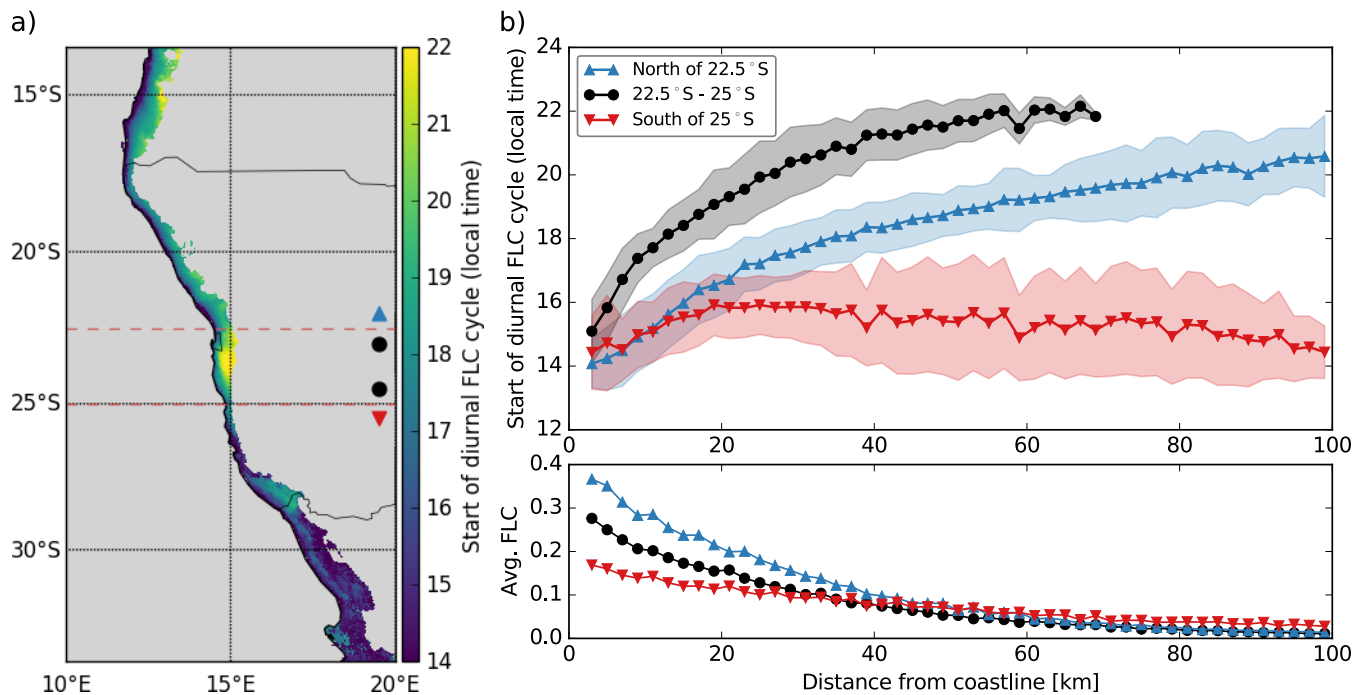 a)
15°S
20°S
25°S
30°S
10°E
15°E
20°E
22
21
20
19
18
17
16
15
14
Start of diurnal FLC cycle (local time)
b)
24
22
20
18
16
14
12
Start of diurnal FLC cycle (local time)
North of 22.5°S
22.5°S - 25°S
South of 25°S
0
20
40
60
80
100
0.4
0.3
0.2
0.1
0.0
Avg. FLC
0
20
40
60
80
100
Distance from coastline [km]